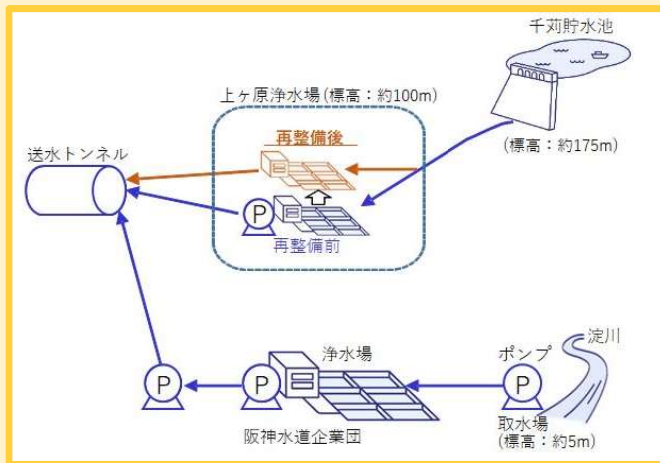 千苅貯水池
上ヶ原浄水場(標高:約100m)
再整備後
(標高:約175m)
送水トンネル
P
再整備前
淀川
浄水場
ポンプ
P
P
P
取水場
(標高:約5m)
阪神水道企業団